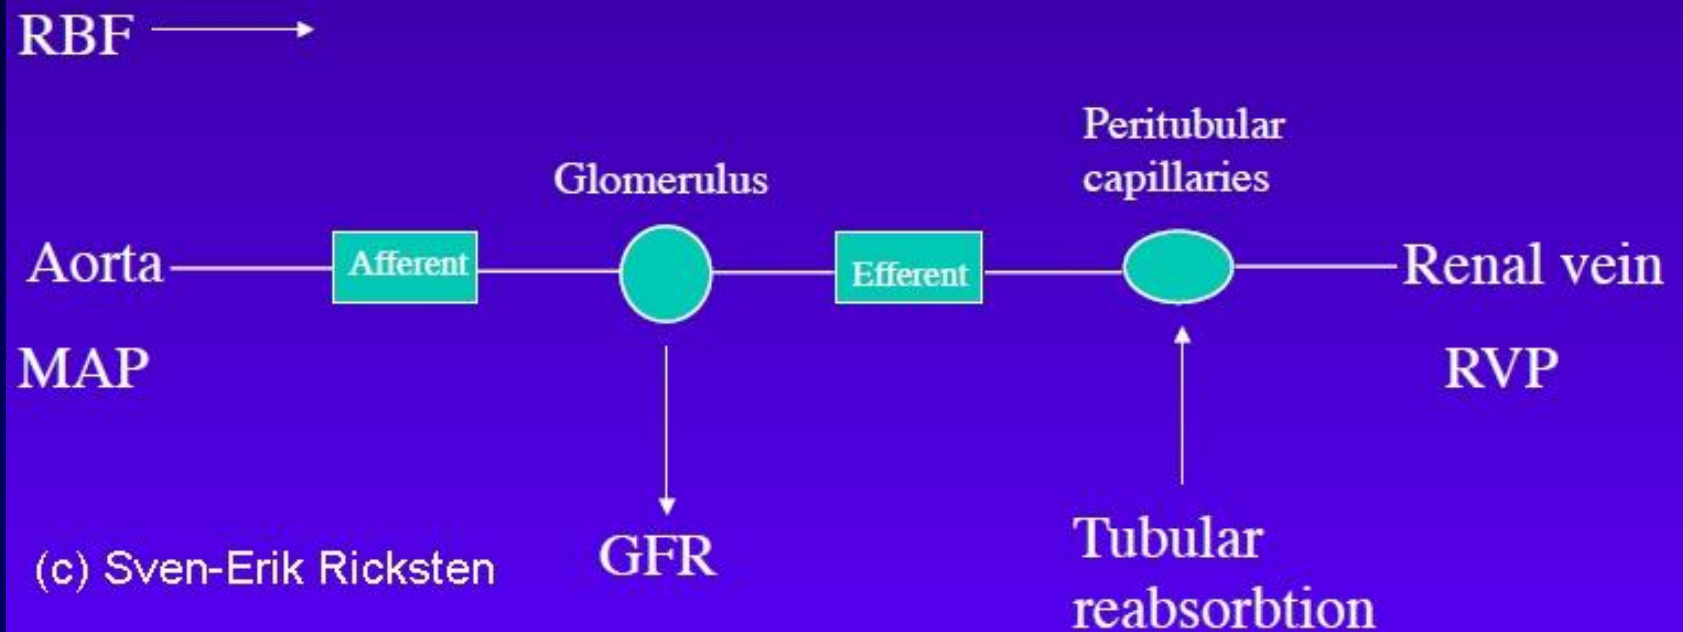 RBF
Peritubular
capillaries
Glomerulus
Aorta
Afferent
Efferent
Renal vein
MAP
RVP
GFR
Tubular
reabsorbtion
(c) Sven-Erik Ricksten